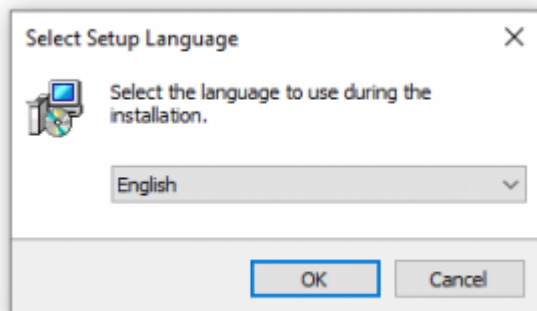 Select Setup Language
Select the language to use during the
installation.
English
OK
Cancel